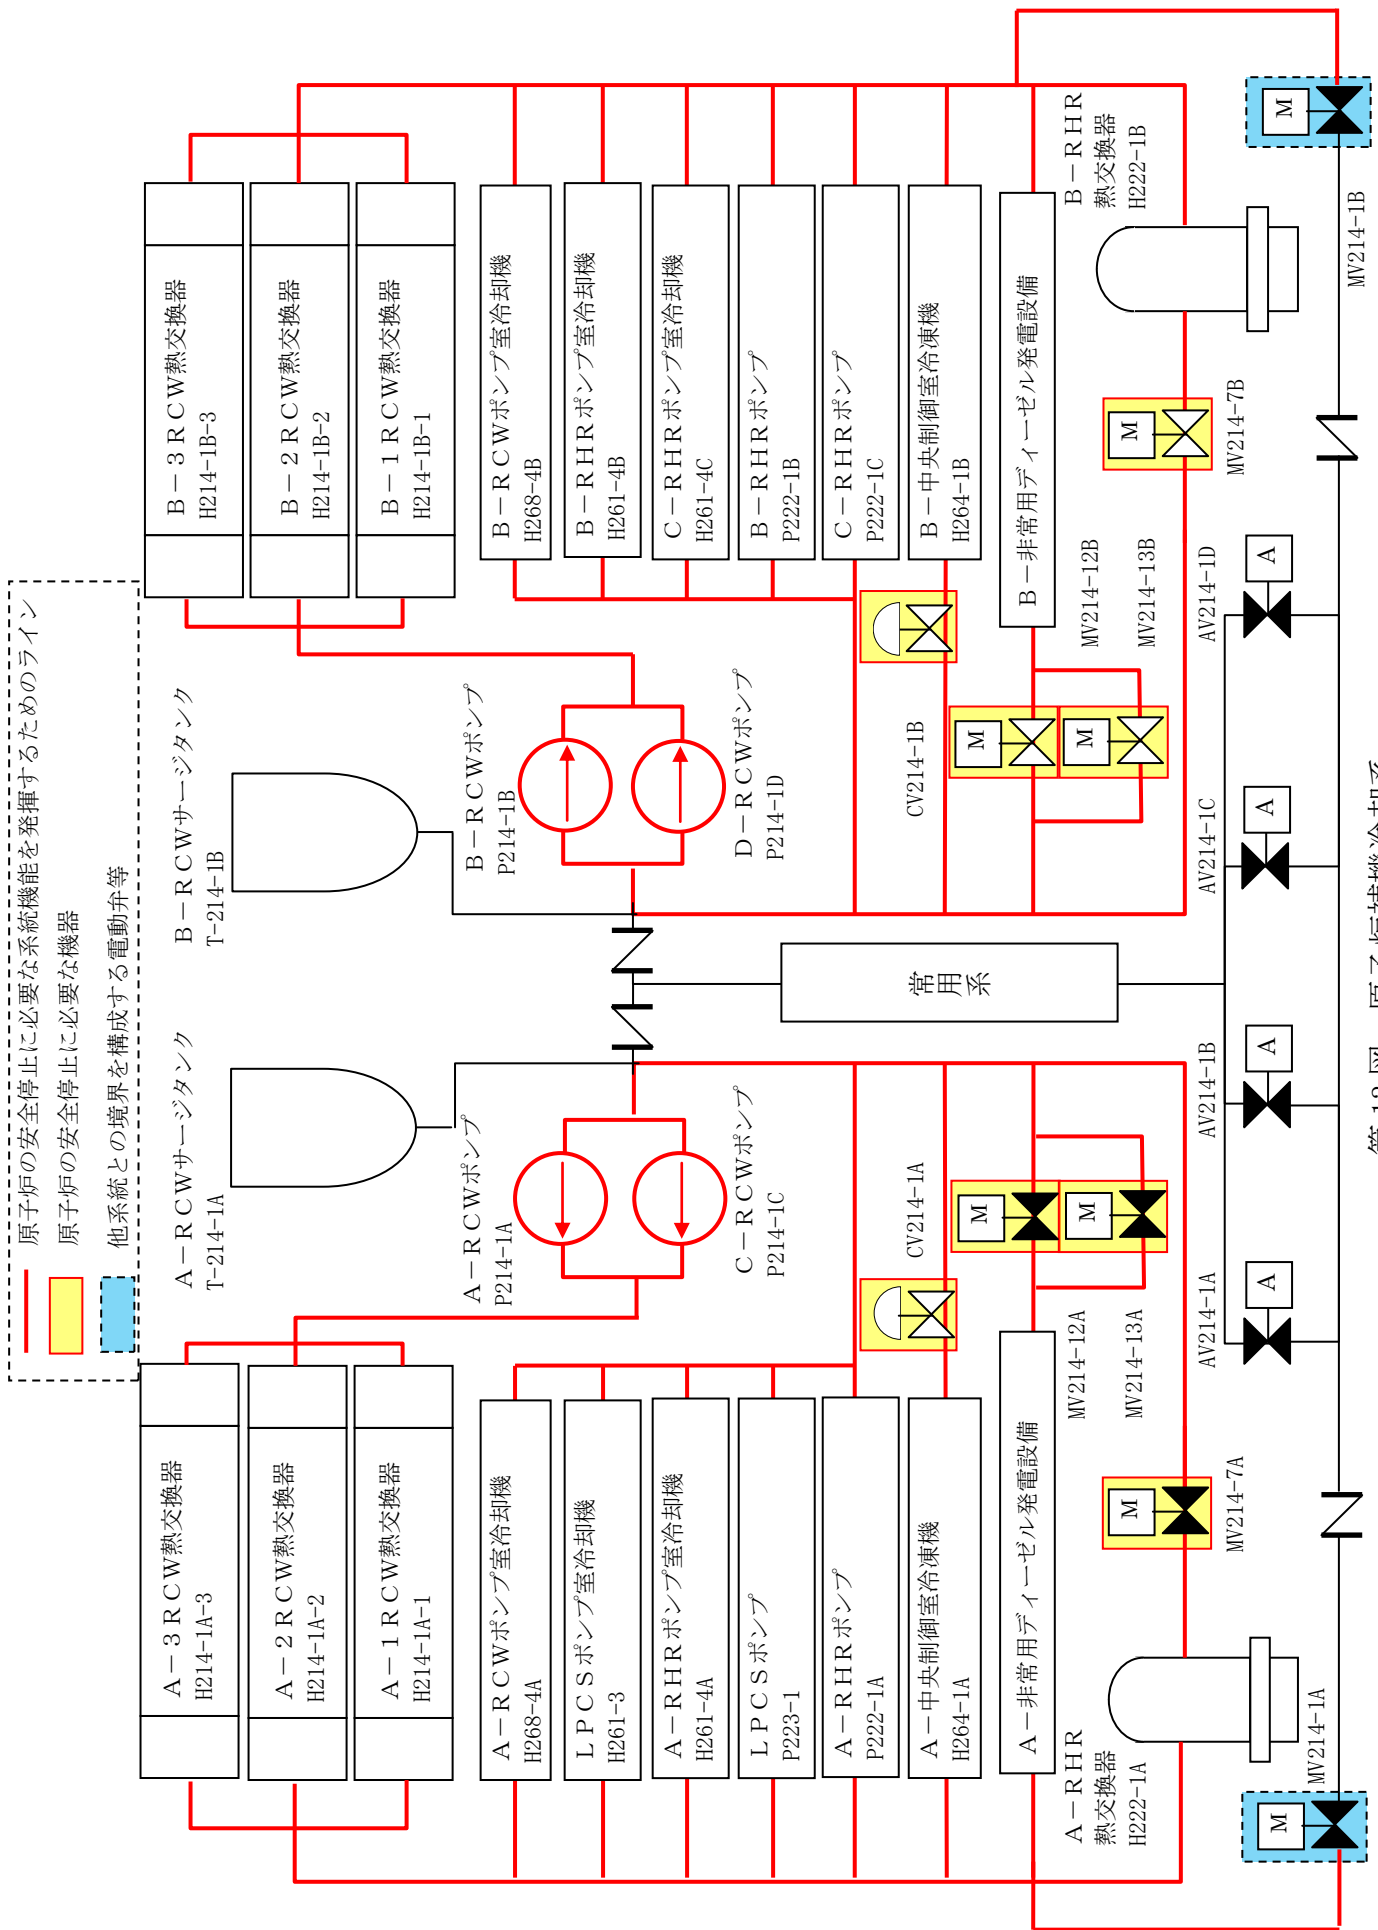 原子炉の安全停止に必要な系統機能を発揮するためのライン
原子炉の安全停止に必要な機器
他系統との境界を構成する電動弁等
A－3RCW熱交換器
H214-1A-3
A－2RCW熱交換器
H214-1A-2
A－1RCW熱交換器
H214-1A-1
A－RCWサージタンク
T-214-1A
B－RCWサージタンク
T-214-1B
B－3RCW熱交換器
H214-1B-3
B－2RCW熱交換器
H214-1B-2
B－1RCW熱交換器
H214-1B-1
A－RCWポンプ
P214-1A
C－RCWポンプ
P214-1C
B－RCWポンプ
P214-1B
D－RCWポンプ
P214-1D
A－RCWポンプ室冷却機
H268-4A
LPCSポンプ室冷却機
H261-3
A－RHRポンプ室冷却機
H261-4A
LPCSポンプ
P223-1
A－RHRポンプ
P222-1A
A－中央制御室冷凍機
H264-1A
A－非常用ディーゼル発電設備
B－RCWポンプ室冷却機
H268-4B
B－RHRポンプ室冷却機
H261-4B
C－RHRポンプ室冷却機
H261-4C
B－RHRポンプ
P222-1B
C－RHRポンプ
P222-1C
B－中央制御室冷凍機
H264-1B
B－非常用ディーゼル発電設備
CV214-1A
CV214-1B
常用系
M
M
M
M
MV214-12A
MV214-13A
MV214-12B
MV214-13B
A－RHR
熱交換器
H222-1A
B－RHR
熱交換器
H222-1B
M
MV214-7A
M
MV214-7B
AV214-1A
A
AV214-1B
A
AV214-1C
A
AV214-1D
A
M
MV214-1A
M
MV214-1B